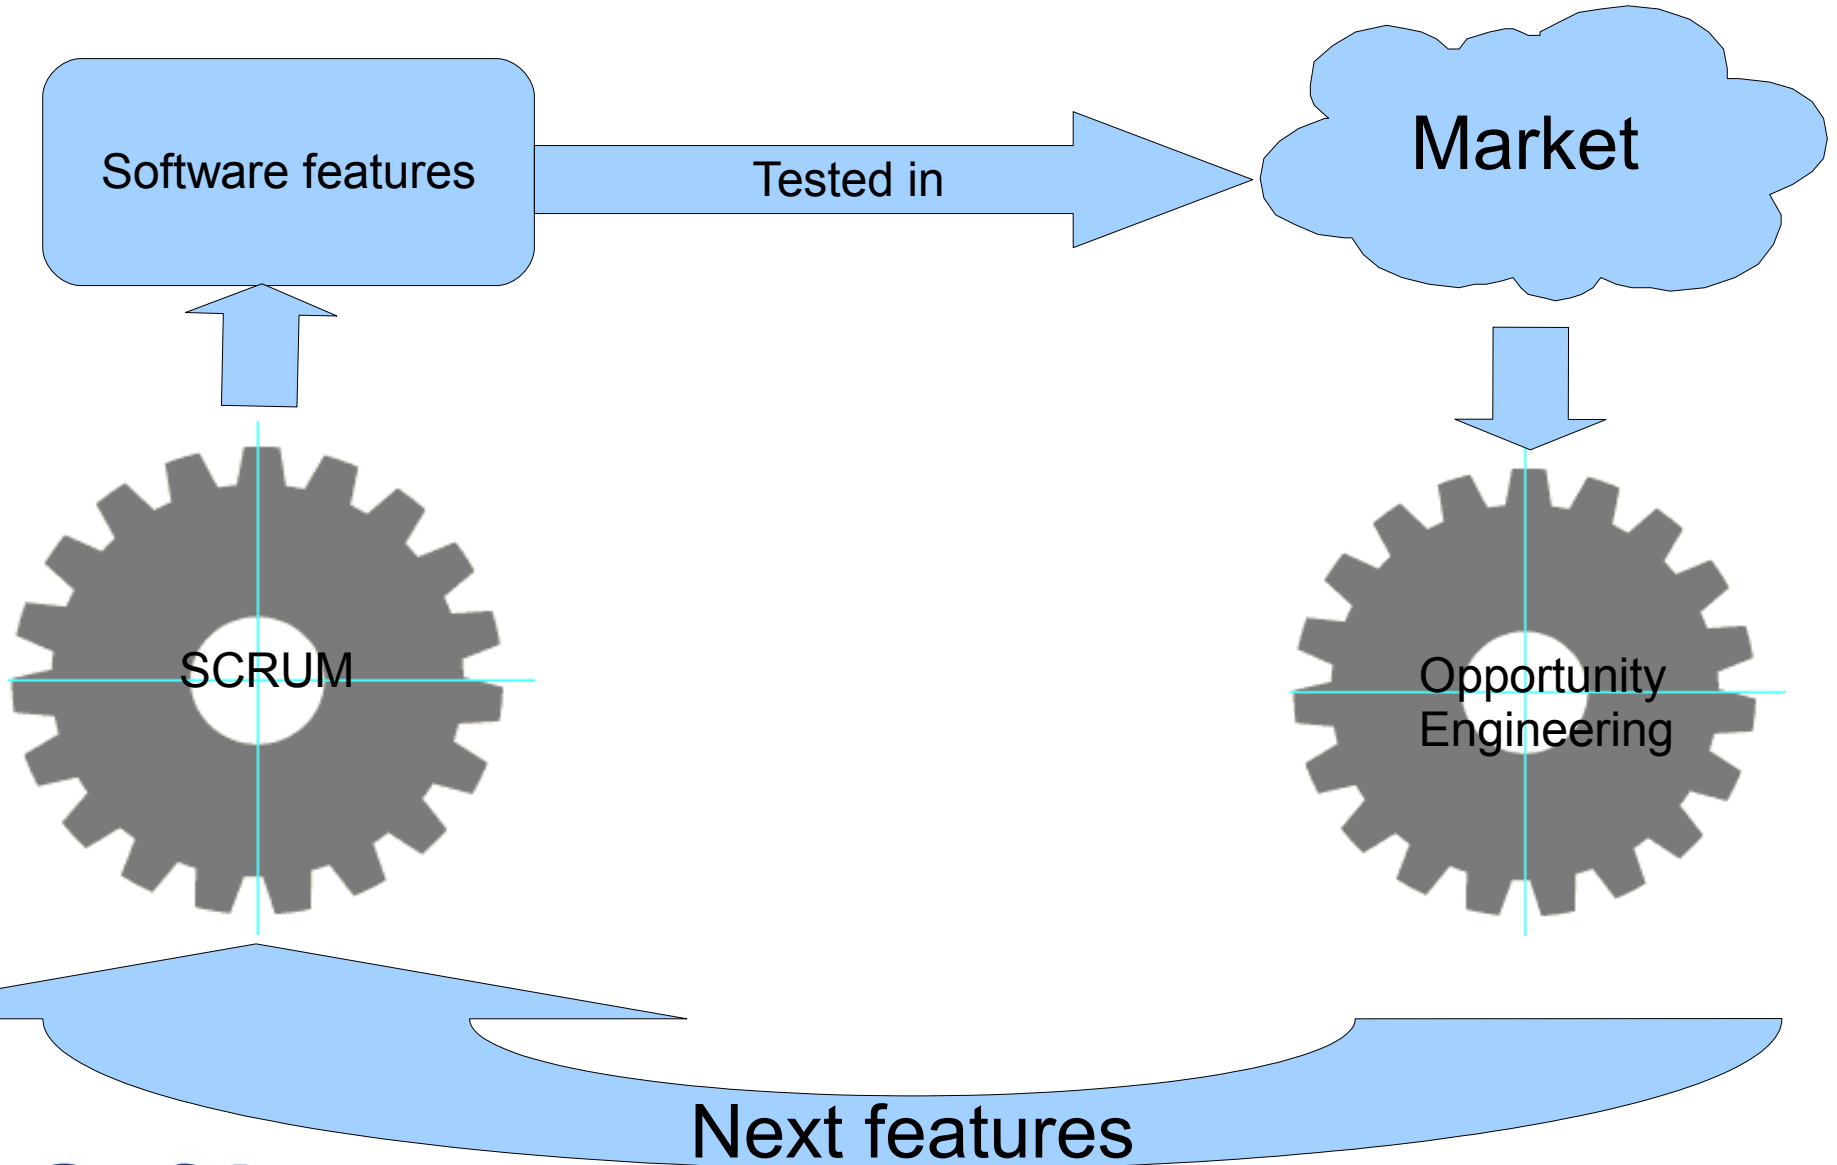 Software features
Tested in
Market
SCRUM
Opportunity
Engineering
Next features